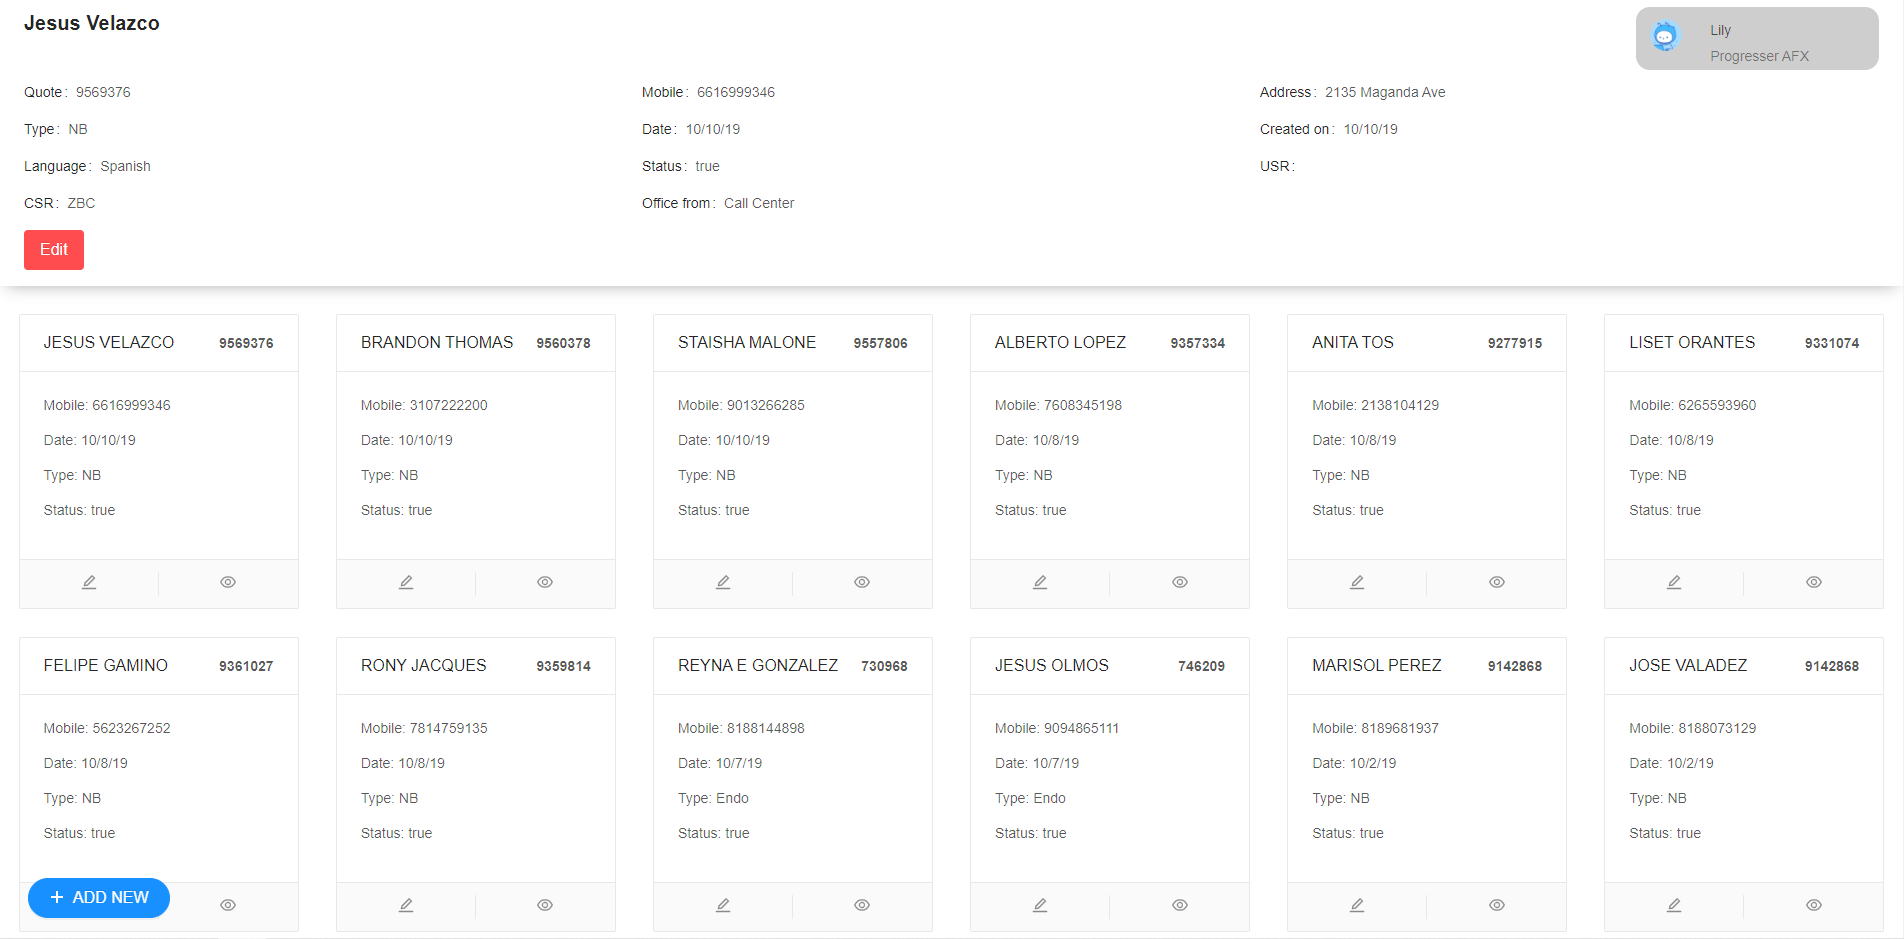 Jesus Velazco
Lily
Progresser AFX
Quote: 9569376
Mobile: 6616999346
Address: 2135 Maganda Ave
Type: NB
Date: 10/10/19
Created on: 10/10/19
Language: Spanish
Status: true
USR:
CSR: ZBC
Office from: Call Center
Edit
JESUS VELAZCO 9569376
Mobile: 6616999346
Date: 10/10/19
Type: NB
Status: true
BRANDON THOMAS 9560378
Mobile: 3107222200
Date: 10/10/19
Type: NB
Status: true
STAISHA MALONE 9557806
Mobile: 9013266285
Date: 10/10/19
Type: NB
Status: true
ALBERTO LOPEZ 9357334
Mobile: 7608345198
Date: 10/8/19
Type: NB
Status: true
ANITA TOS 9277915
Mobile: 2138104129
Date: 10/8/19
Type: NB
Status: true
LISET ORANTES 9331074
Mobile: 6265593960
Date: 10/8/19
Type: NB
Status: true
FELIPE GAMINO 9361027
Mobile: 5623267252
Date: 10/8/19
Type: NB
Status: true
RONY JACQUES 9359814
Mobile: 7814759135
Date: 10/8/19
Type: NB
Status: true
REYNA E GONZALEZ 730968
Mobile: 8188144898
Date: 10/7/19
Type: Endo
Status: true
JESUS OLMOS 746209
Mobile: 9094865111
Date: 10/7/19
Type: Endo
Status: true
MARISOL PEREZ 9142868
Mobile: 8189681937
Date: 10/2/19
Type: NB
Status: true
JOSE VALADEZ 9142868
Mobile: 8188073129
Date: 10/2/19
Type: NB
Status: true
+ ADD NEW